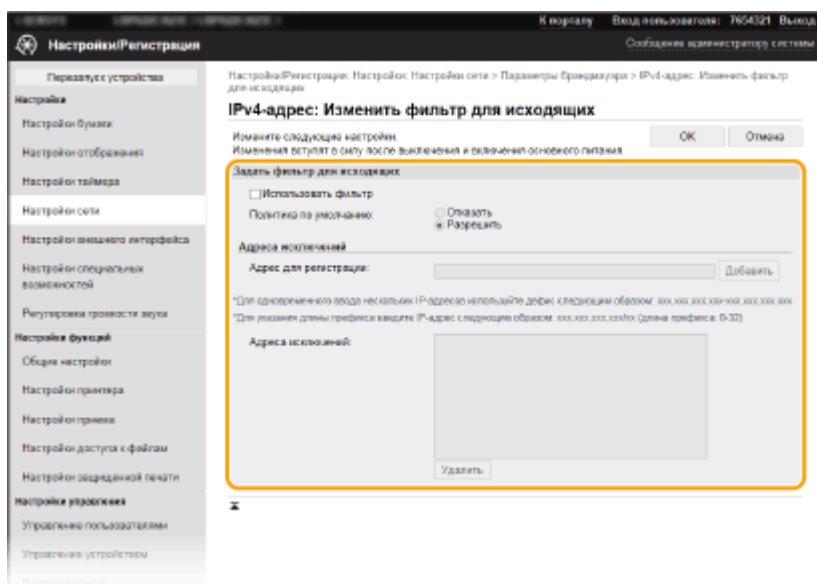 К порталу Вход пользователя: 7654321 Выход
Настройки/Регистрация
Сообщение администратору системы
Перезапуск устройства
Настройки
Настройки бумаги
Настройки отображения
Настройки таймера
Настройки сети
Настройки внешнего интерфейса
Настройки специальных
возможностей
Регулировка громкости звука
Настройки функций
Общие настройки
Настройки принтера
Настройки приема
Настройки доступа к файлам
Настройки защищенной печати
Настройки управления
Управление пользователями
Управление устройством
Настройка/Регистрация: Настройки: Настройки сети > Параметры брандмауэра > IPv4-адрес: Изменить фильтр
для исходящих
IPv4-адрес: Изменить фильтр для исходящих
Измените следующие настройки.
Изменения вступят в силу после выключения и включения основного питания.
OK Отмена
Задать фильтр для исходящих
Использовать фильтр
Политика по умолчанию:
Отказать
Разрешить
Адреса исключений
Адрес для регистрации:
Добавить
*Для одновременного ввода нескольких IP-адресов используйте дефис следующим образом: xxx.xxx.xxx.xxx-xxx.xxx.xxx.xxx
*Для указания длины префикса введите IP-адрес следующим образом: xxx.xxx.xxx.xxx/xx (длина префикса: 0-32)
Адреса исключений:
Удалить